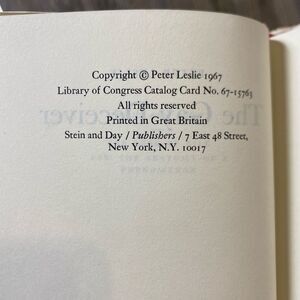 Copyright © Peter Leslie 1967
Library of Congress Catalog Card No. 67-15763
All rights reserved
Printed in Great Britain
Stein and Day / Publishers / 7 East 48 Street,
New York, N.Y. 10017